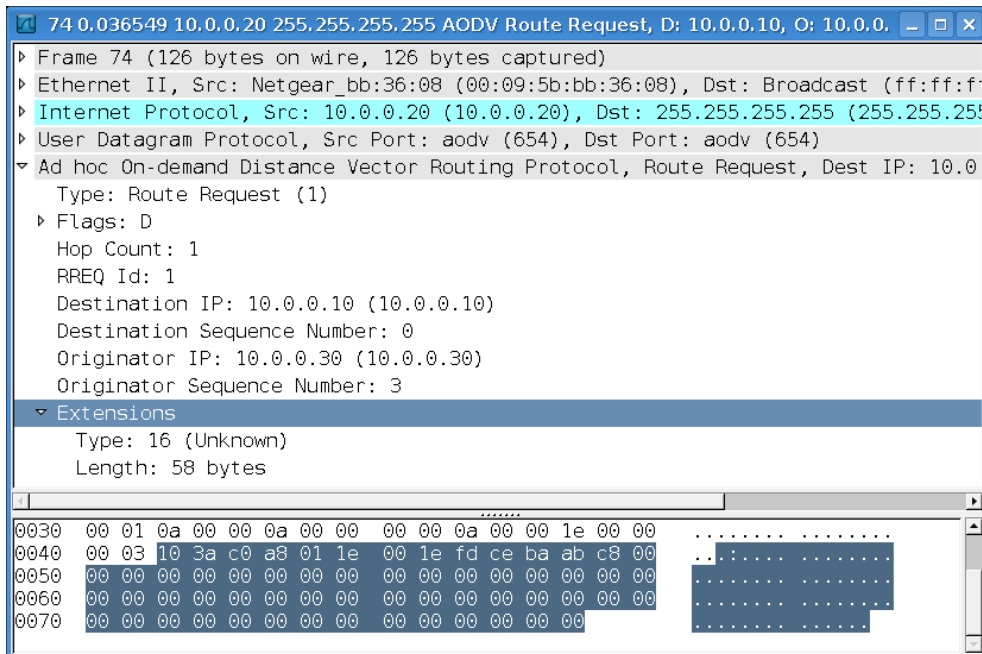 74 0.036549 10.0.0.20 255.255.255.255 AODV Route Request, D: 10.0.0.10, O: 10.0.0.
Frame 74 (126 bytes on wire, 126 bytes captured)
Ethernet II, Src: Netgear_bb:36:08 (00:09:5b:bb:36:08), Dst: Broadcast (ff:ff:f
Internet Protocol, Src: 10.0.0.20 (10.0.0.20), Dst: 255.255.255.255 (255.255.255
User Datagram Protocol, Src Port: aodv (654), Dst Port: aodv (654)
Ad hoc On-demand Distance Vector Routing Protocol, Route Request, Dest IP: 10.0
Type: Route Request (1)
Flags: D
Hop Count: 1
RREQ Id: 1
Destination IP: 10.0.0.10 (10.0.0.10)
Destination Sequence Number: 0
Originator IP: 10.0.0.30 (10.0.0.30)
Originator Sequence Number: 3
Extensions
Type: 16 (Unknown)
Length: 58 bytes
0030 00 01 0a 00 00 0a 00 00 00 00 0a 00 00 1e 00 00 ........ ........
0040 00 03 10 3a c0 a8 01 1e 00 1e fd ce ba ab c8 00 ...:.... ........
0050 00 00 00 00 00 00 00 00 00 00 00 00 00 00 00 00 ........ ........
0060 00 00 00 00 00 00 00 00 00 00 00 00 00 00 00 00 ........ ........
0070 00 00 00 00 00 00 00 00 00 00 00 00 00 00 ........ ......